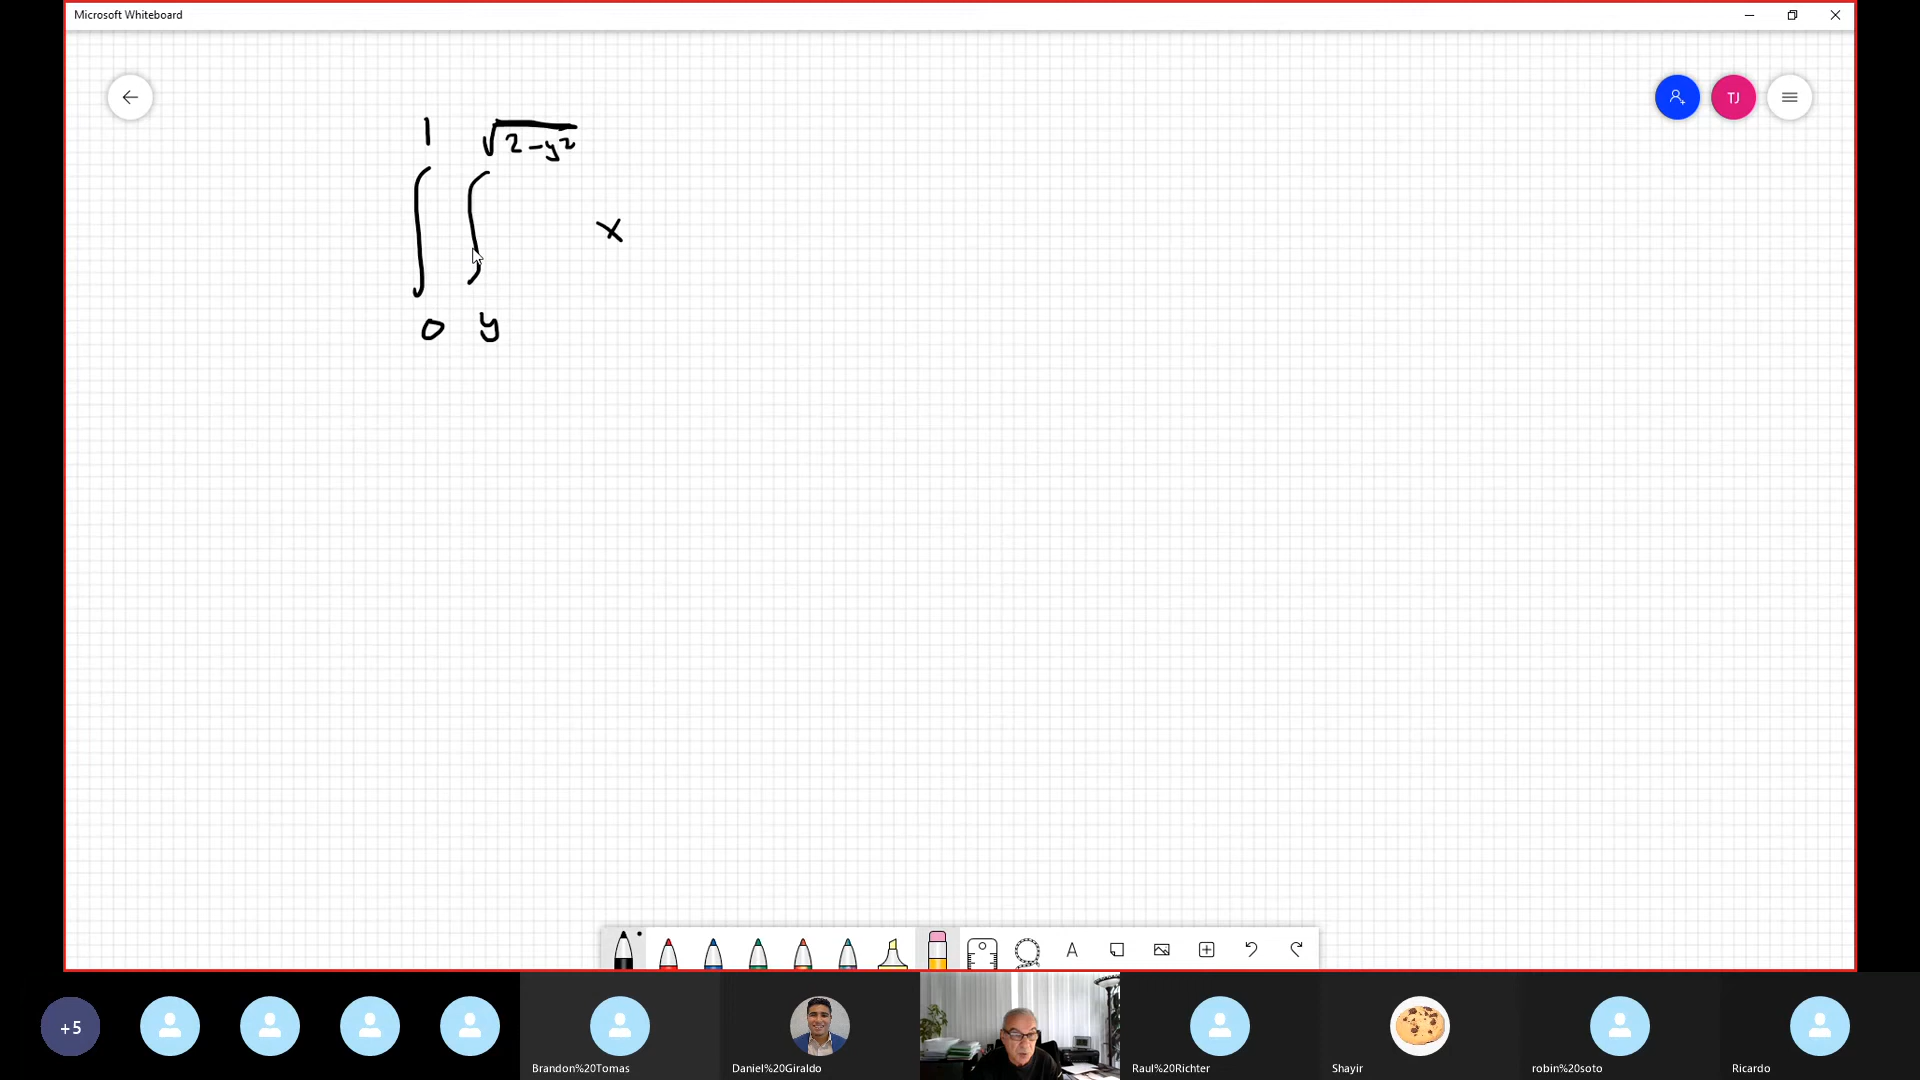 Microsoft Whiteboard
TJ
1 √2-y²
∫ ∫ x
0 y
A
+5
Brandon%20Tomas
Daniel%20Giraldo
Raul%20Richter
Shayir
robin%20soto
Ricardo